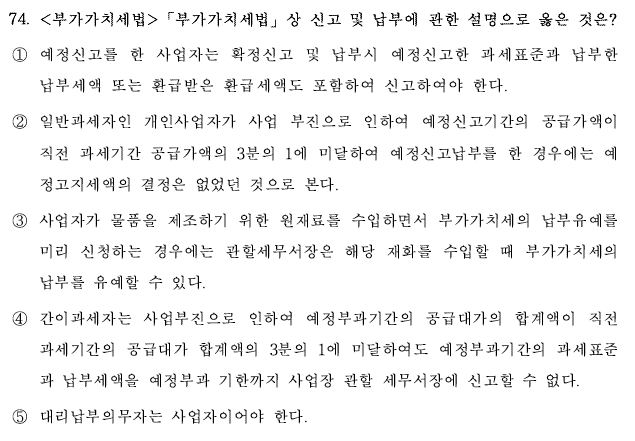 74. <부가가치세법>「부가가치세법」상 신고 및 납부에 관한 설명으로 옳은 것은?
① 예정신고를 한 사업자는 확정신고 및 납부시 예정신고한 과세표준과 납부한
납부세액 또는 환급받은 환급세액도 포함하여 신고하여야 한다.
② 일반과세자인 개인사업자가 사업 부진으로 인하여 예정신고기간의 공급가액이
직전 과세기간 공급가액의 3분의 1에 미달하여 예정신고납부를 한 경우에는 예
정고지세액의 결정은 없었던 것으로 본다.
③ 사업자가 물품을 제조하기 위한 원재료를 수입하면서 부가가치세의 납부유예를
미리 신청하는 경우에는 관할세무서장은 해당 재화를 수입할 때 부가가치세의
납부를 유예할 수 있다.
④ 간이과세자는 사업부진으로 인하여 예정부과기간의 공급대가의 합계액이 직전
과세기간의 공급대가 합계액의 3분의 1에 미달하여도 예정부과기간의 과세표준
과 납부세액을 예정부과 기한까지 사업장 관할 세무서장에 신고할 수 없다.
⑤ 대리납부의무자는 사업자이어야 한다.